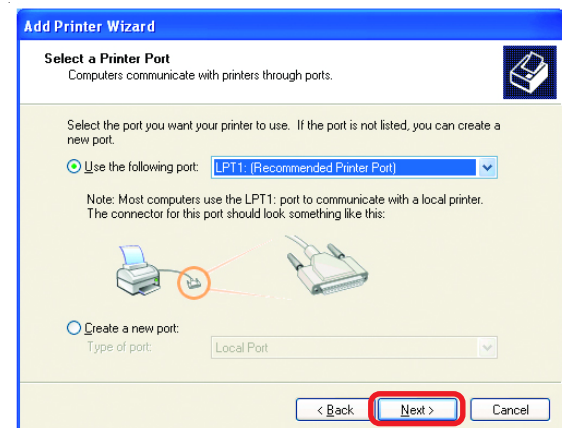 Add Printer Wizard
Select a Printer Port
Computers communicate with printers through ports.
Select the port you want your printer to use. If the port is not listed, you can create a
new port.
Use the following port: LPT1: (Recommended Printer Port)
Note: Most computers use the LPT1: port to communicate with a local printer.
The connector for this port should look something like this:
Create a new port:
Type of port: Local Port
< Back Next > Cancel